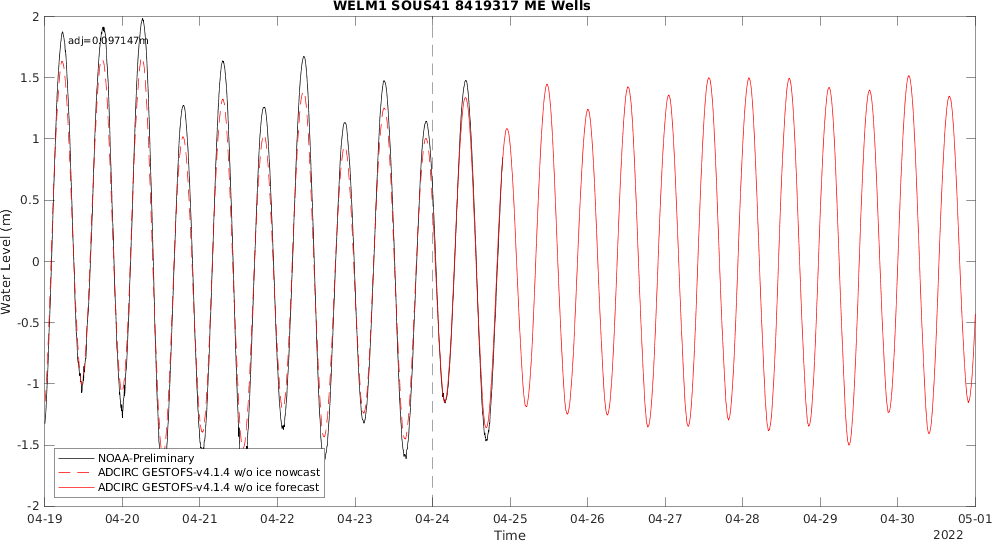 WELM1 SOUS41 8419317 ME Wells
adj=0.097147m
2
1.5
1
0.5
0
-0.5
-1
-1.5
-2
Water Level (m)
NOAA-Preliminary
ADCIRC GESTOFS-v4.1.4 w/o ice nowcast
ADCIRC GESTOFS-v4.1.4 w/o ice forecast
04-19 04-20 04-21 04-22 04-23 04-24 04-25 04-26 04-27 04-28 04-29 04-30 05-01
Time
2022